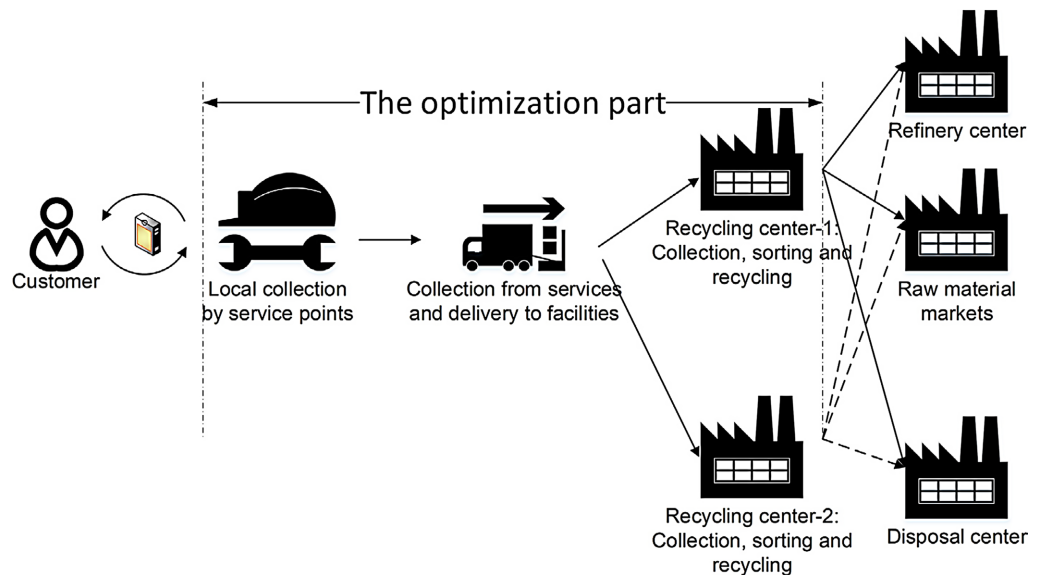 The optimization part
Refinery center
Customer
Local collection
by service points
Collection from services
and delivery to facilities
Recycling center-1:
Collection, sorting and
recycling
Raw material
markets
Recycling center-2:
Collection, sorting and
recycling
Disposal center